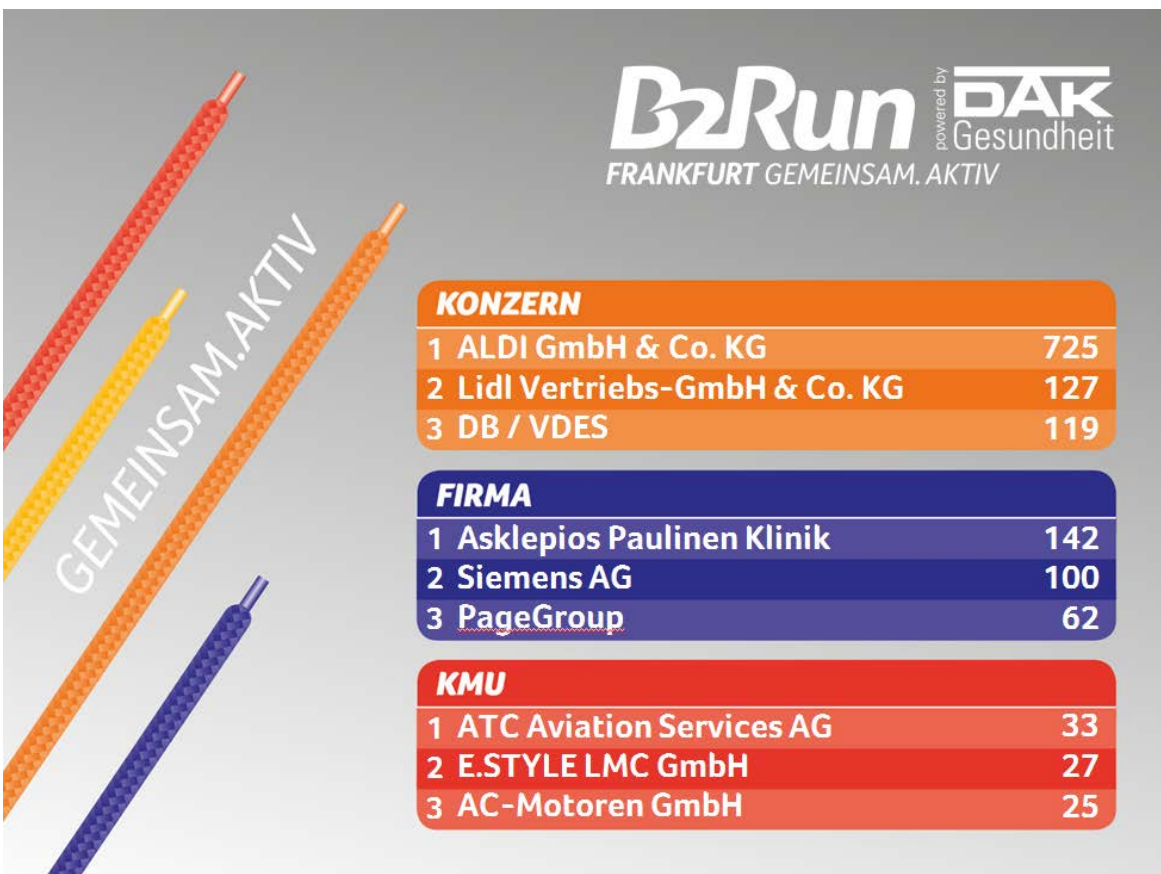 B2Run powered by DAK Gesundheit
FRANKFURT GEMEINSAM. AKTIV
GEMEINSAM.AKTIV
KONZERN
1 ALDI GmbH & Co. KG 725
2 Lidl Vertriebs-GmbH & Co. KG 127
3 DB / VDES 119
FIRMA
1 Asklepios Paulinen Klinik 142
2 Siemens AG 100
3 PageGroup 62
KMU
1 ATC Aviation Services AG 33
2 E.STYLE LMC GmbH 27
3 AC-Motoren GmbH 25